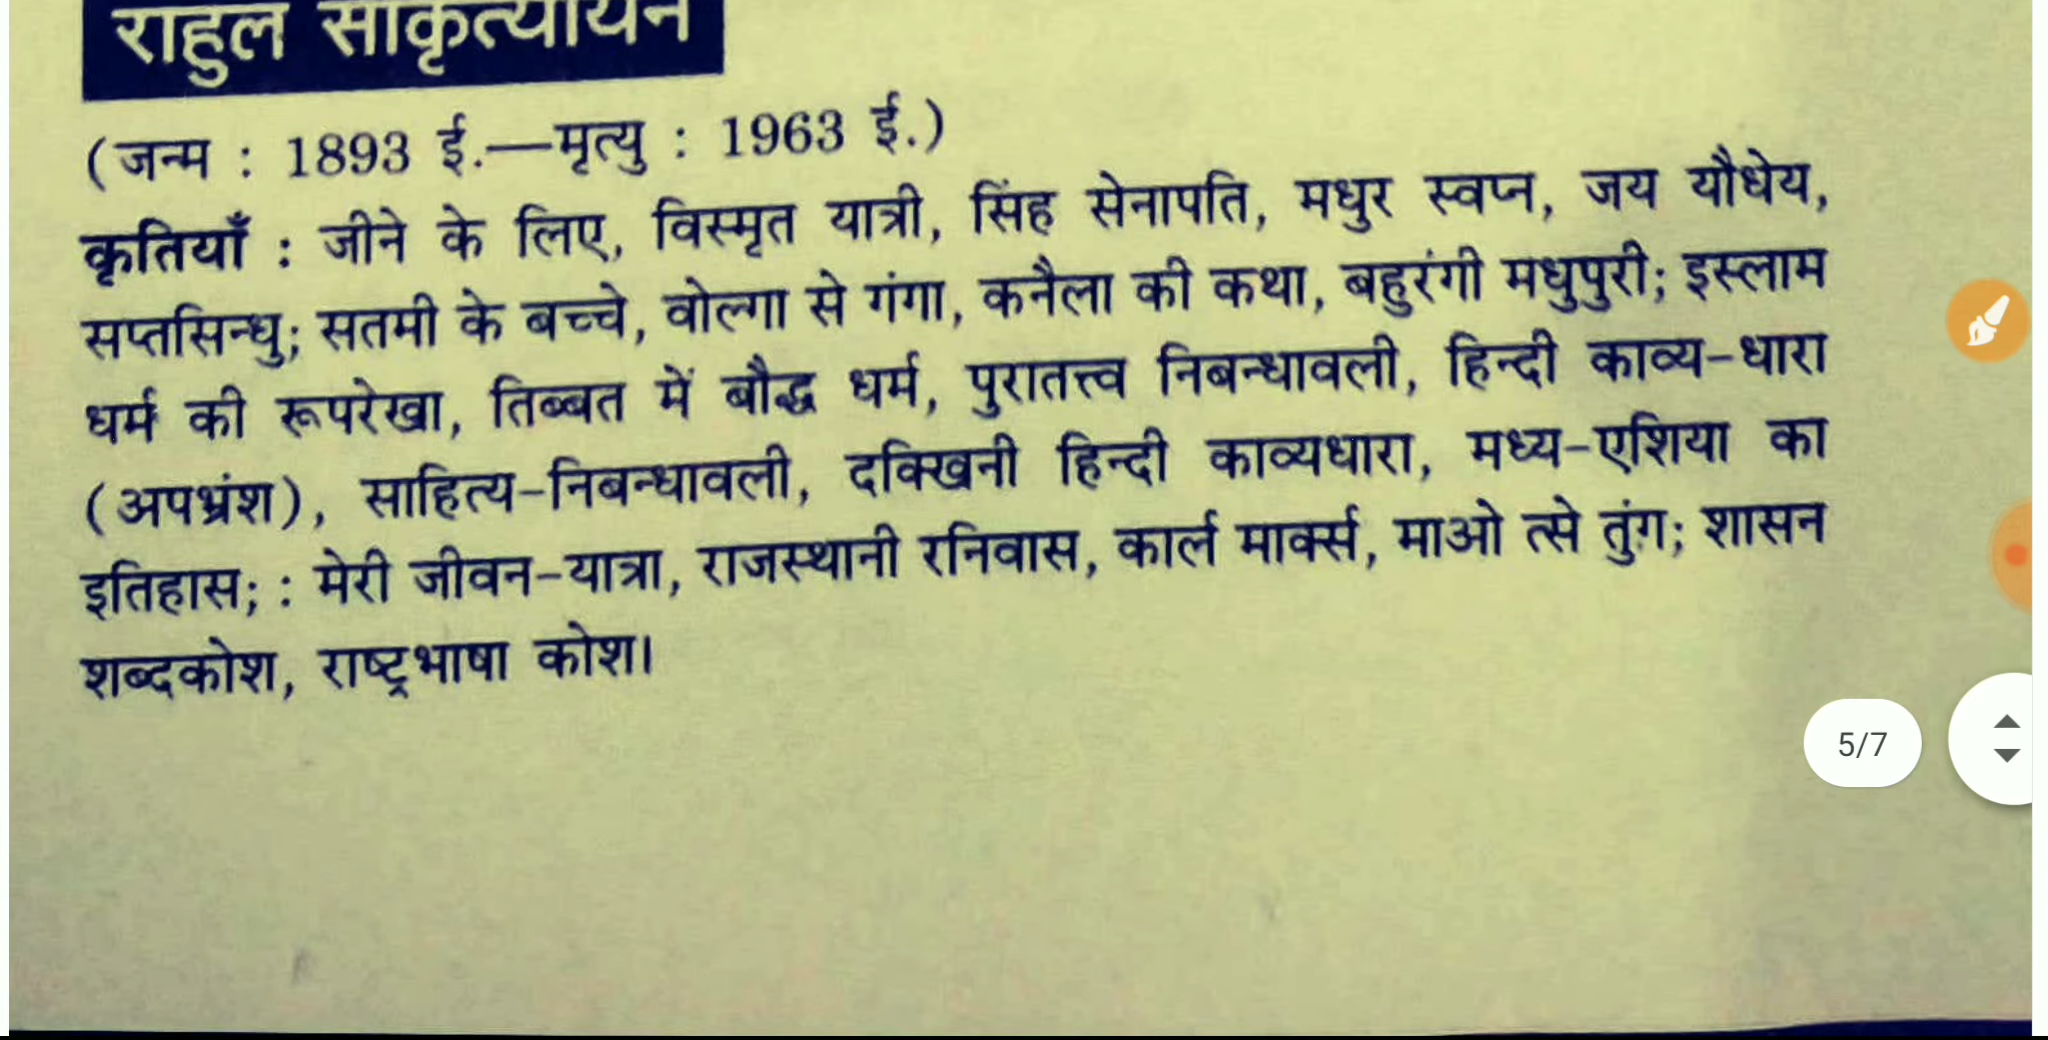 राहुल सांकृत्यायन
(जन्म : 1893 ई.—मृत्यु : 1963 ई.)
कृतियाँ : जीने के लिए, विस्मृत यात्री, सिंह सेनापति, मधुर स्वप्न, जय यौधेय,
सप्तसिन्धु; सतमी के बच्चे, वोल्गा से गंगा, कनैला की कथा, बहुरंगी मधुपुरी; इस्लाम
धर्म की रूपरेखा, तिब्बत में बौद्ध धर्म, पुरातत्त्व निबन्धावली, हिन्दी काव्य-धारा
(अपभ्रंश), साहित्य-निबन्धावली, दक्खिनी हिन्दी काव्यधारा, मध्य-एशिया का
इतिहास; : मेरी जीवन-यात्रा, राजस्थानी रनिवास, कार्ल मार्क्स, माओ त्से तुंग; शासन
शब्दकोश, राष्ट्रभाषा कोश।
5/7